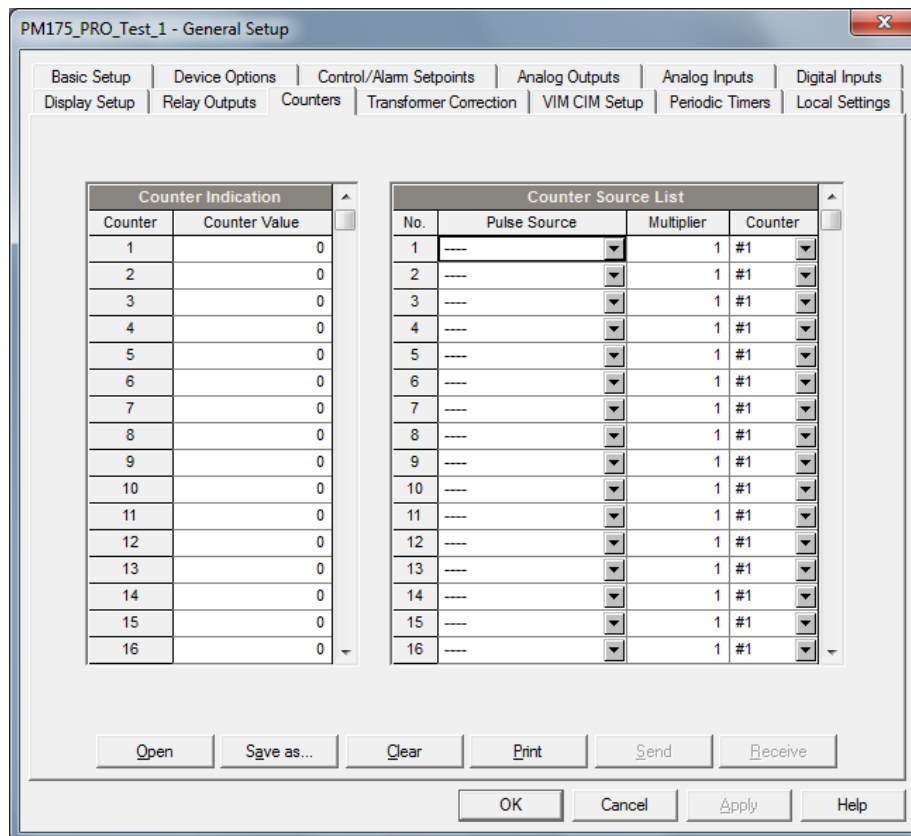 PM175_PRO_Test_1 - General Setup
X
Basic Setup Device Options Control/Alarm Setpoints Analog Outputs Analog Inputs Digital Inputs
Display Setup Relay Outputs Counters Transformer Correction VIM CIM Setup Periodic Timers Local Settings
Counter Indication Counter Source List
Counter Counter Value No. Pulse Source Multiplier Counter
1 0 1 ---- 1 #1
2 0 2 ---- 1 #1
3 0 3 ---- 1 #1
4 0 4 ---- 1 #1
5 0 5 ---- 1 #1
6 0 6 ---- 1 #1
7 0 7 ---- 1 #1
8 0 8 ---- 1 #1
9 0 9 ---- 1 #1
10 0 10 ---- 1 #1
11 0 11 ---- 1 #1
12 0 12 ---- 1 #1
13 0 13 ---- 1 #1
14 0 14 ---- 1 #1
15 0 15 ---- 1 #1
16 0 16 ---- 1 #1
Open Save as... Clear Print Send Receive
OK Cancel Apply Help